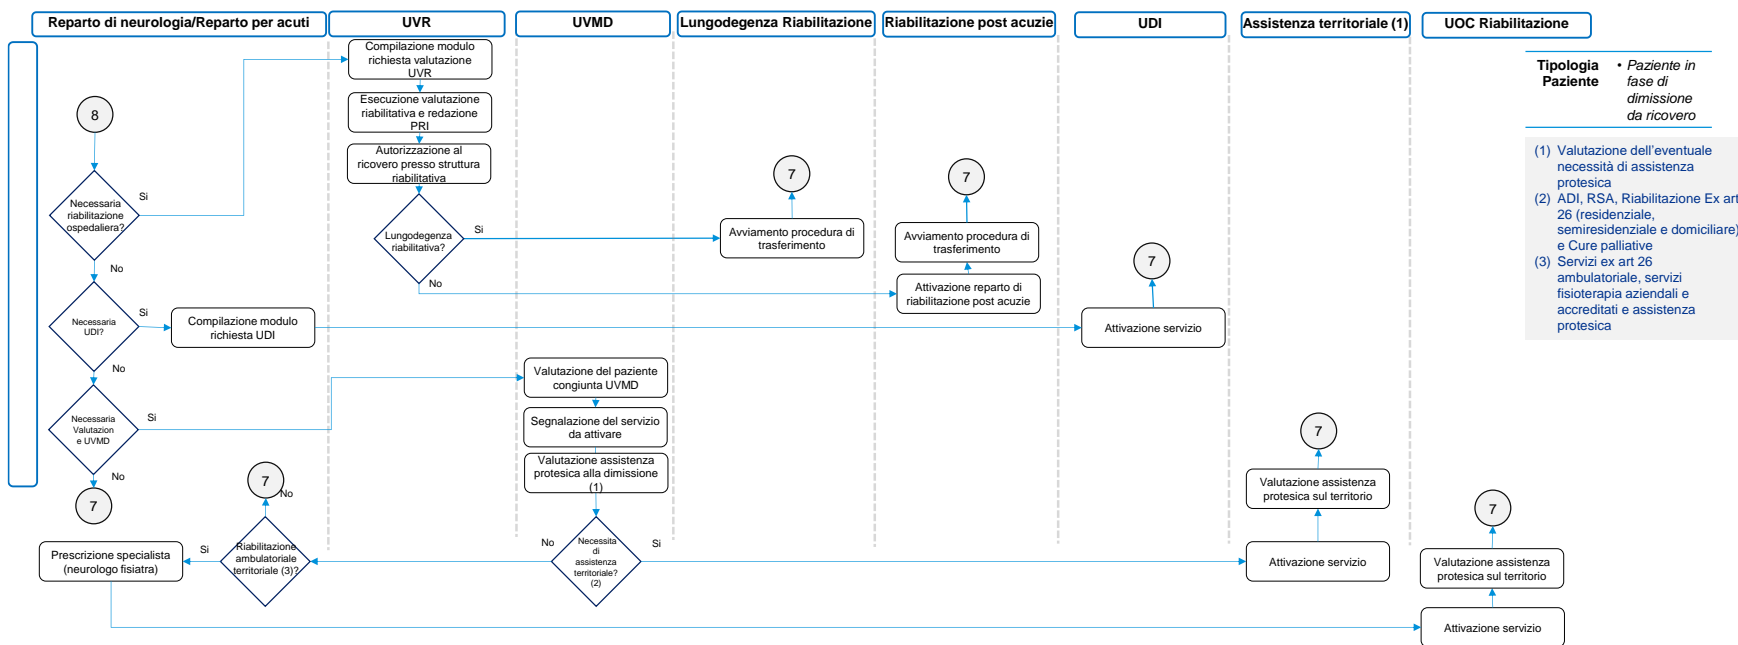 Reparto di neurologia/Reparto per acuti
UVR
UVMD
Lungodegenza Riabilitazione
Riabilitazione post acuzie
UDI
Assistenza territoriale (1)
UOC Riabilitazione
Tipologia
Paziente
• Paziente in
fase di
dimissione
da ricovero
(1) Valutazione dell'eventuale
necessità di assistenza
protesica
(2) ADI, RSA, Riabilitazione Ex art
26 (residenziale,
semiresidenziale e domiciliare)
e Cure palliative
(3) Servizi ex art 26
ambulatoriale, servizi
fisioterapia aziendali e
accreditati e assistenza
protesica
8
Necessaria
riabilitazione
ospedaliera?
Si
No
Compilazione modulo
richiesta valutazione
UVR
Esecuzione valutazione
riabilitativa e redazione
PRI
Autorizzazione al
ricovero presso struttura
riabilitativa
Lungodegenza
riabilitativa?
Si
No
7
Avviamento procedura di
trasferimento
7
Avviamento procedura di
trasferimento
Attivazione reparto di
riabilitazione post acuzie
Necessaria
UDI?
Si
No
Compilazione modulo
richiesta UDI
7
Attivazione servizio
Necessaria
Valutazion
e UVMD
Si
No
7
Valutazione del paziente
congiunta UVMD
Segnalazione del servizio
da attivare
Valutazione assistenza
protesica alla dimissione
(1)
Necessita
di
assistenza
territoriale?
(2)
No
Si
7
No
Riabilitazione
ambulatoriale
territoriale (3)?
Si
Prescrizione specialista
(neurologo fisiatra)
7
Valutazione assistenza
protesica sul territorio
Attivazione servizio
7
Valutazione assistenza
protesica sul territorio
Attivazione servizio